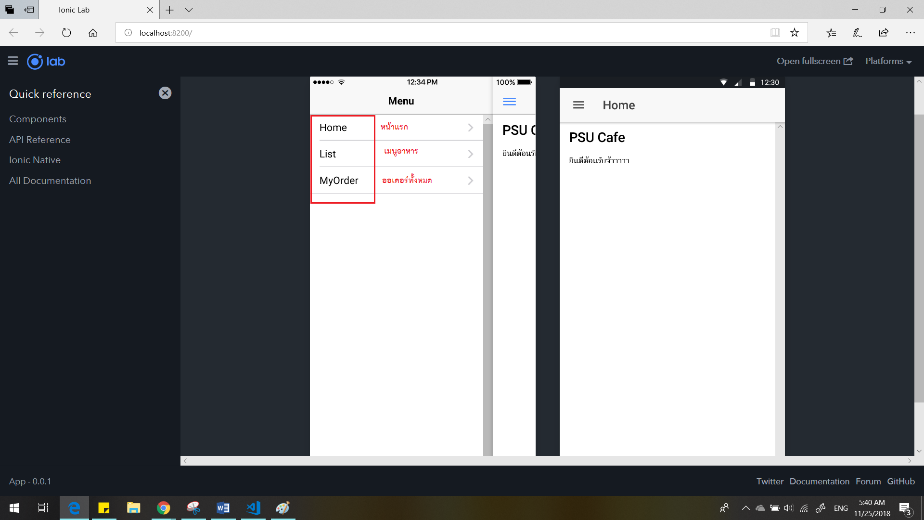 Ionic Lab
localhost:8200/
lab
Open fullscreen
Platforms
Quick reference
Components
API Reference
Ionic Native
All Documentation
12:34 PM
Menu
Home หน้าแรก
List เมนูอาหาร
MyOrder ออเดอร์ทั้งหมด
100%
PSU C
ยินดีต้อนรั
12:30
Home
PSU Cafe
ยินดีต้อนรับจ้าาาาา
App - 0.0.1
Twitter Documentation Forum GitHub
ENG
5:40 AM
11/25/2018
3